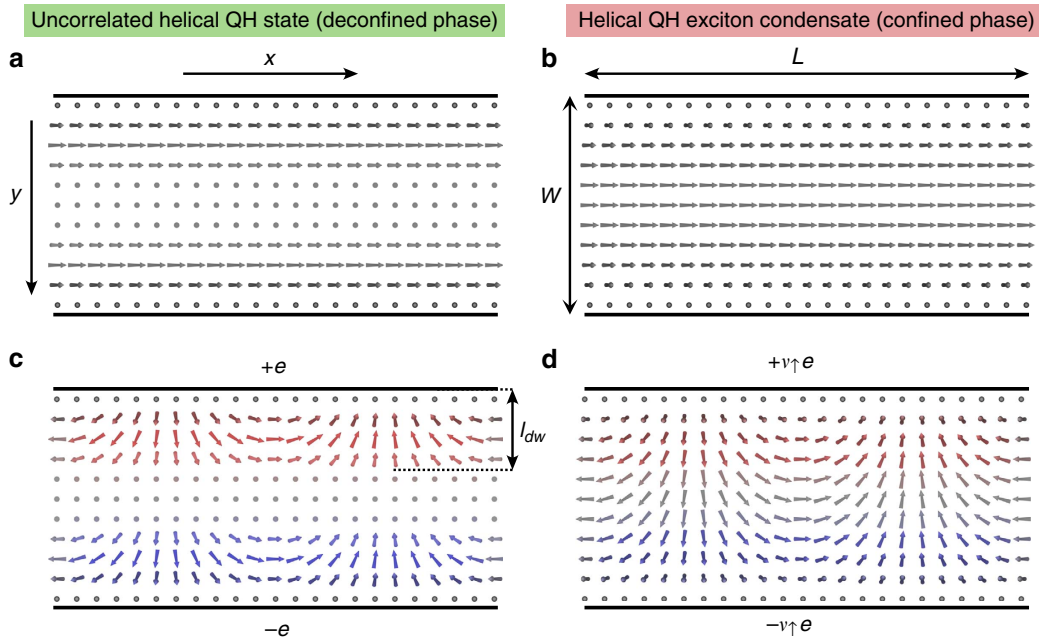 Uncorrelated helical QH state (deconfined phase)
Helical QH exciton condensate (confined phase)
a
x
y
b
L
W
c
+e
l_dw
−e
d
+ν↑e
−ν↑e